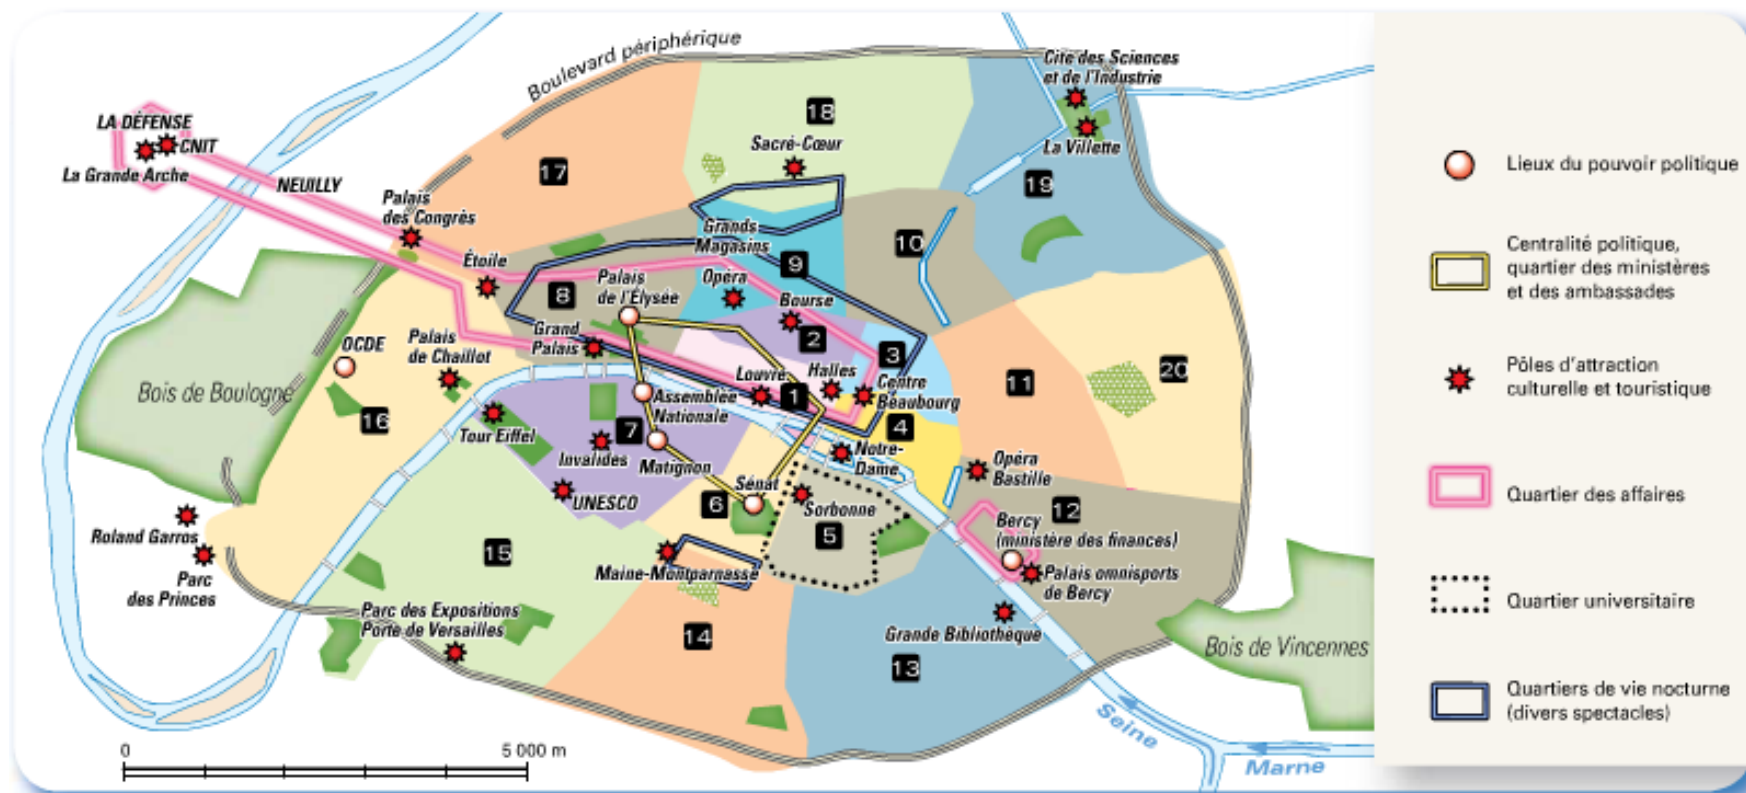 Boulevard périphérique
Cité des Sciences
et de l'Industrie
La Villette
LA DÉFENSE
CNIT
La Grande Arche
NEUILLY
Palais
des Congrès
17
18
Sacré-Cœur
19
Grands
Magasins
10
Étoile
9
Opéra
8
Palais
de l'Élysée
Bourse
2
3
Grand
Palais
OCDE
Palais
de Chaillot
Louvre
Halles
1
Centre
Beaubourg
11
20
Bois de Boulogne
16
Assemblée
Nationale
4
Tour Eiffel
7
Invalides
Matignon
Notre-
Dame
Opéra
Bastille
UNESCO
Sénat
6
Sorbonne
5
12
Bercy
(ministère des finances)
Roland Garros
Parc
des Princes
15
Maine-Montparnasse
Palais omnisports
de Bercy
Parc des Expositions
Porte de Versailles
14
Grande Bibliothèque
13
Bois de Vincennes
Seine
Marne
0
5 000 m
Lieux du pouvoir politique
Centralité politique,
quartier des ministères
et des ambassades
Pôles d'attraction
culturelle et touristique
Quartier des affaires
Quartier universitaire
Quartiers de vie nocturne
(divers spectacles)